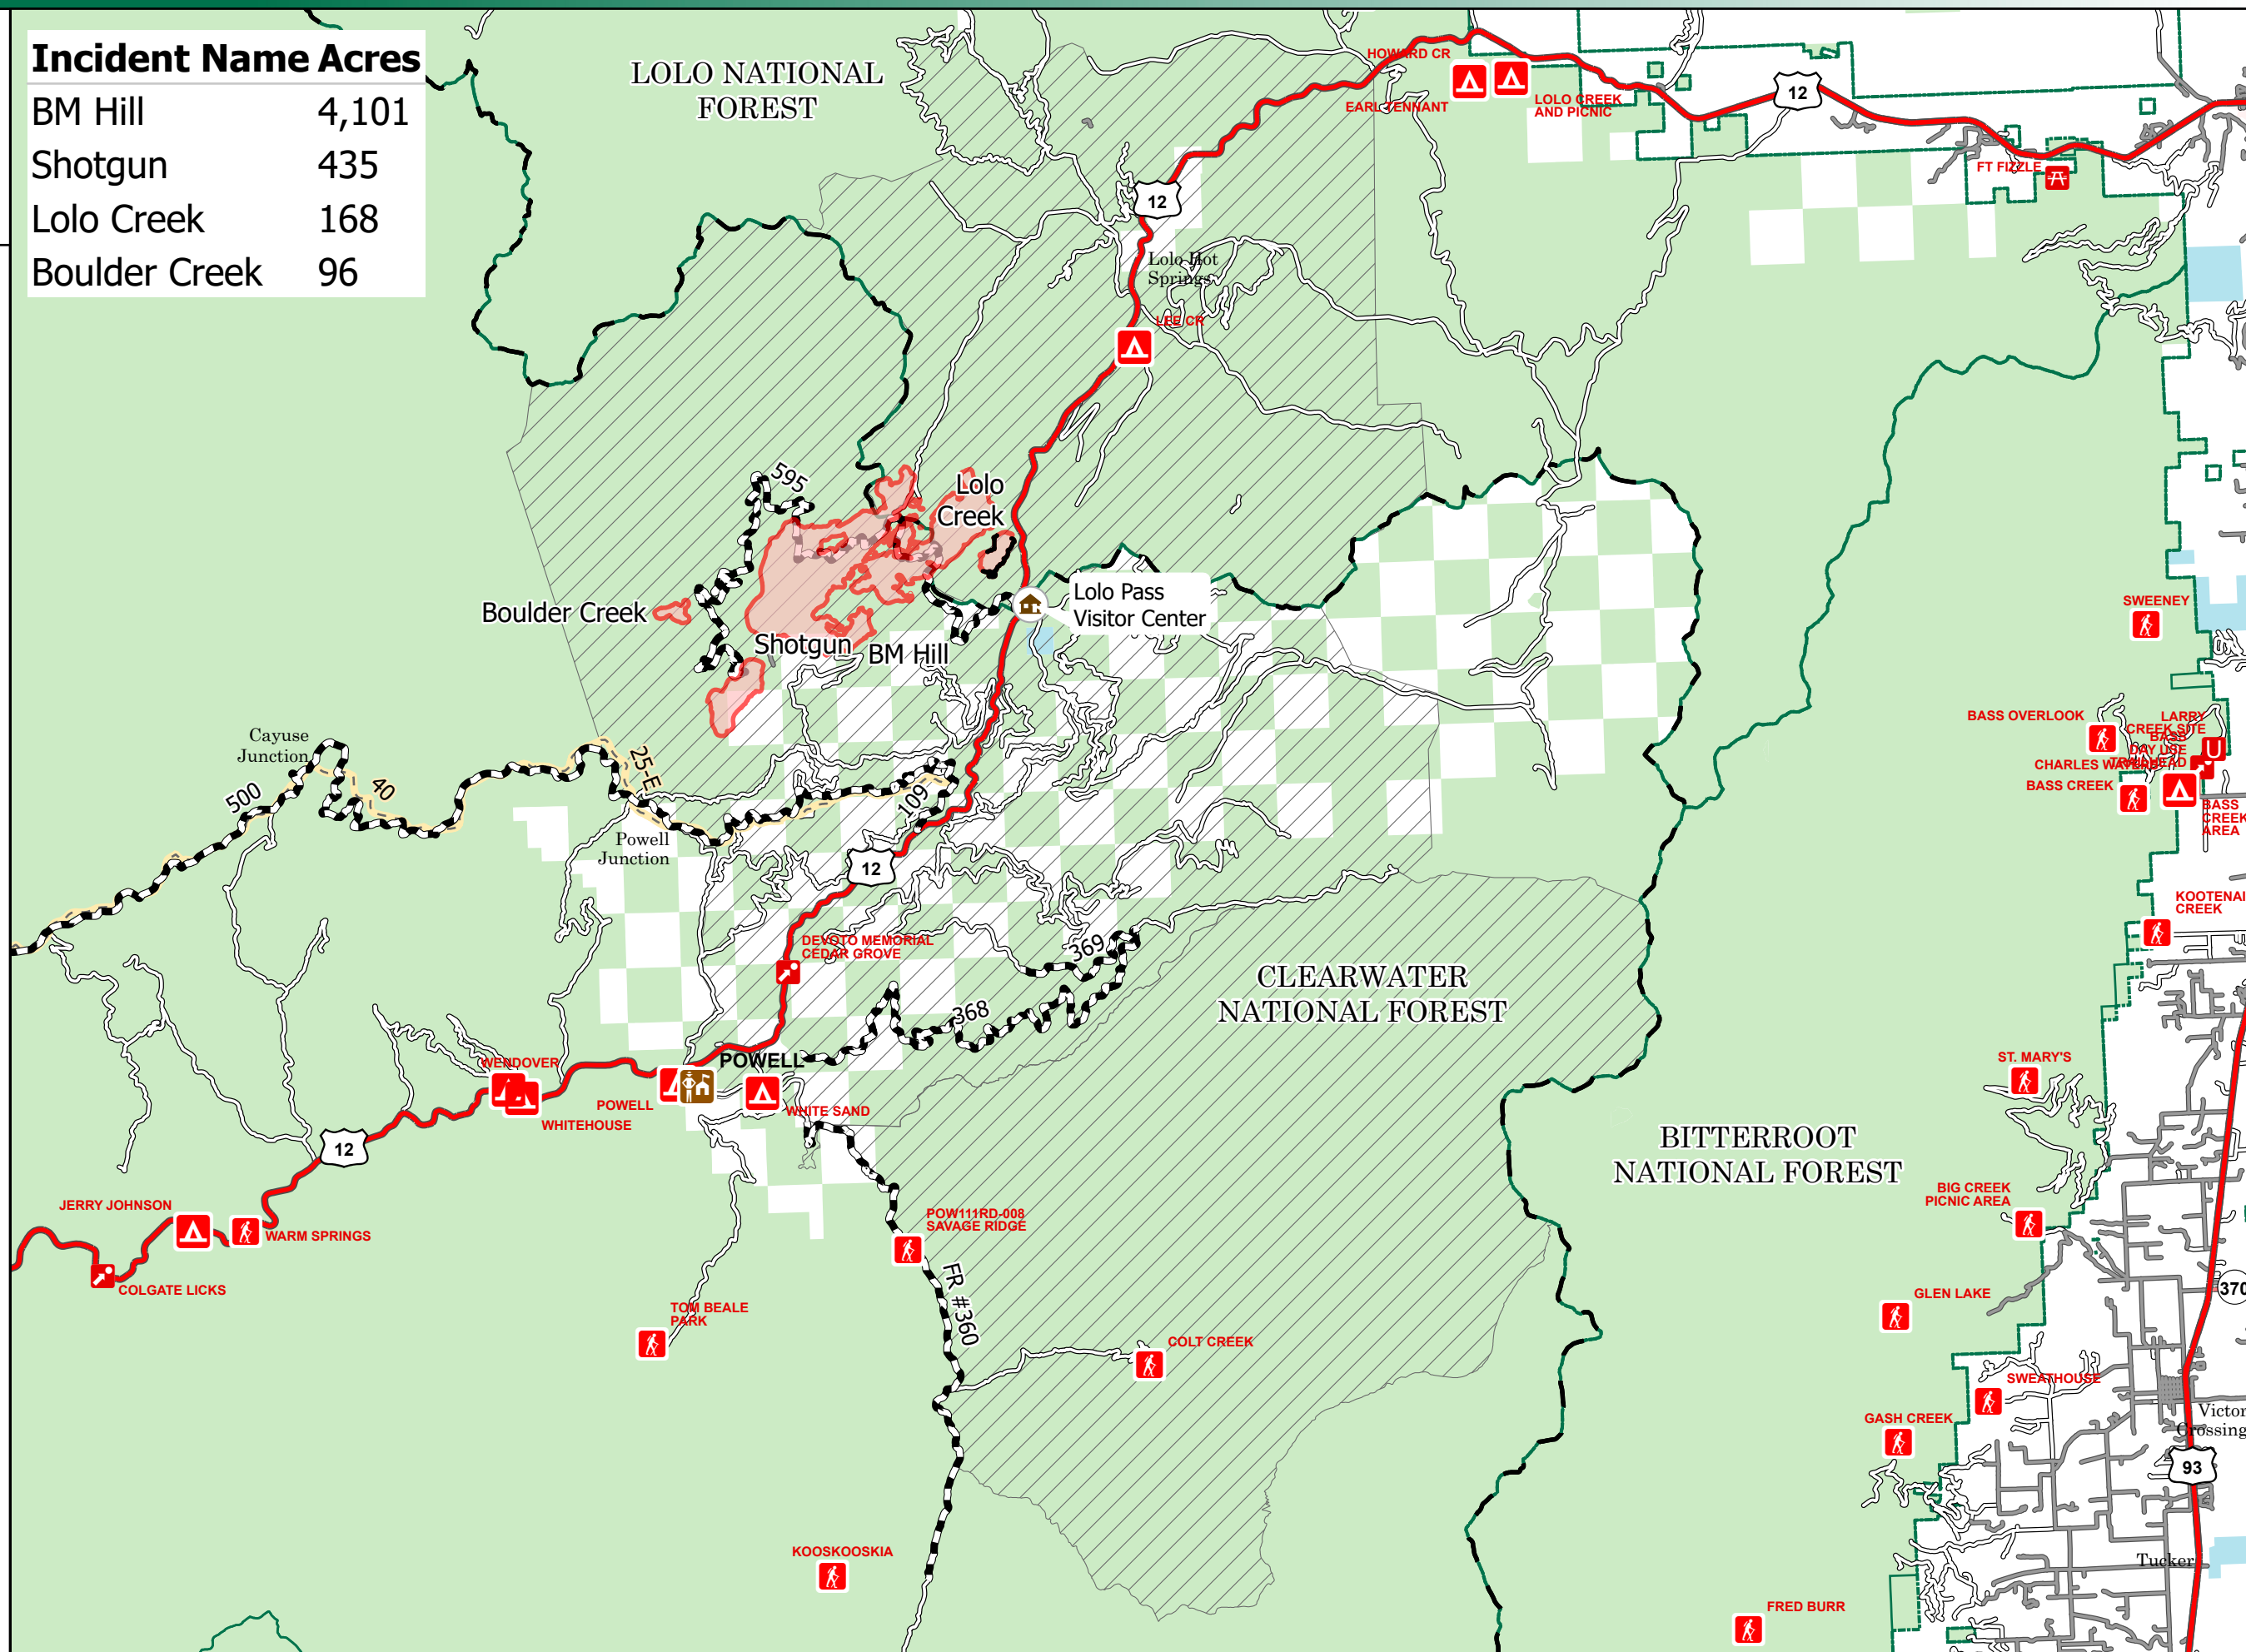 Incident Name Acres
BM Hill 4,101
Shotgun 435
Lolo Creek 168
Boulder Creek 96
LOLO NATIONAL
FOREST
HOWARD CR
EARL TENNANT
LOLO CREEK
AND PICNIC
12
FT FIZZLE
12
Lolo Hot
Springs
LEE CR
595
Lolo
Creek
Boulder Creek
Shotgun
BM Hill
Lolo Pass
Visitor Center
SWEENEY
BASS OVERLOOK
LARRY
CREEK SITE
BASS
DAY USE
TRAILHEAD
CHARLES WATERS
BASS CREEK
BASS
CREEK
AREA
Cayuse
Junction
500
40
25-E
109
Powell
Junction
12
KOOTENAI
CREEK
DEVOTO MEMORIAL
CEDAR GROVE
369
368
CLEARWATER
NATIONAL FOREST
WENDOVER
WHITEHOUSE
POWELL
POWELL
WHITE SAND
ST. MARY'S
BITTERROOT
NATIONAL FOREST
12
JERRY JOHNSON
WARM SPRINGS
COLGATE LICKS
BIG CREEK
PICNIC AREA
POW111RD-008
SAVAGE RIDGE
FR #360
TOM BEALE
PARK
COLT CREEK
GLEN LAKE
370
SWEATHOUSE
GASH CREEK
Victor
Crossing
93
KOOSKOOSKIA
Tucker
FRED BURR